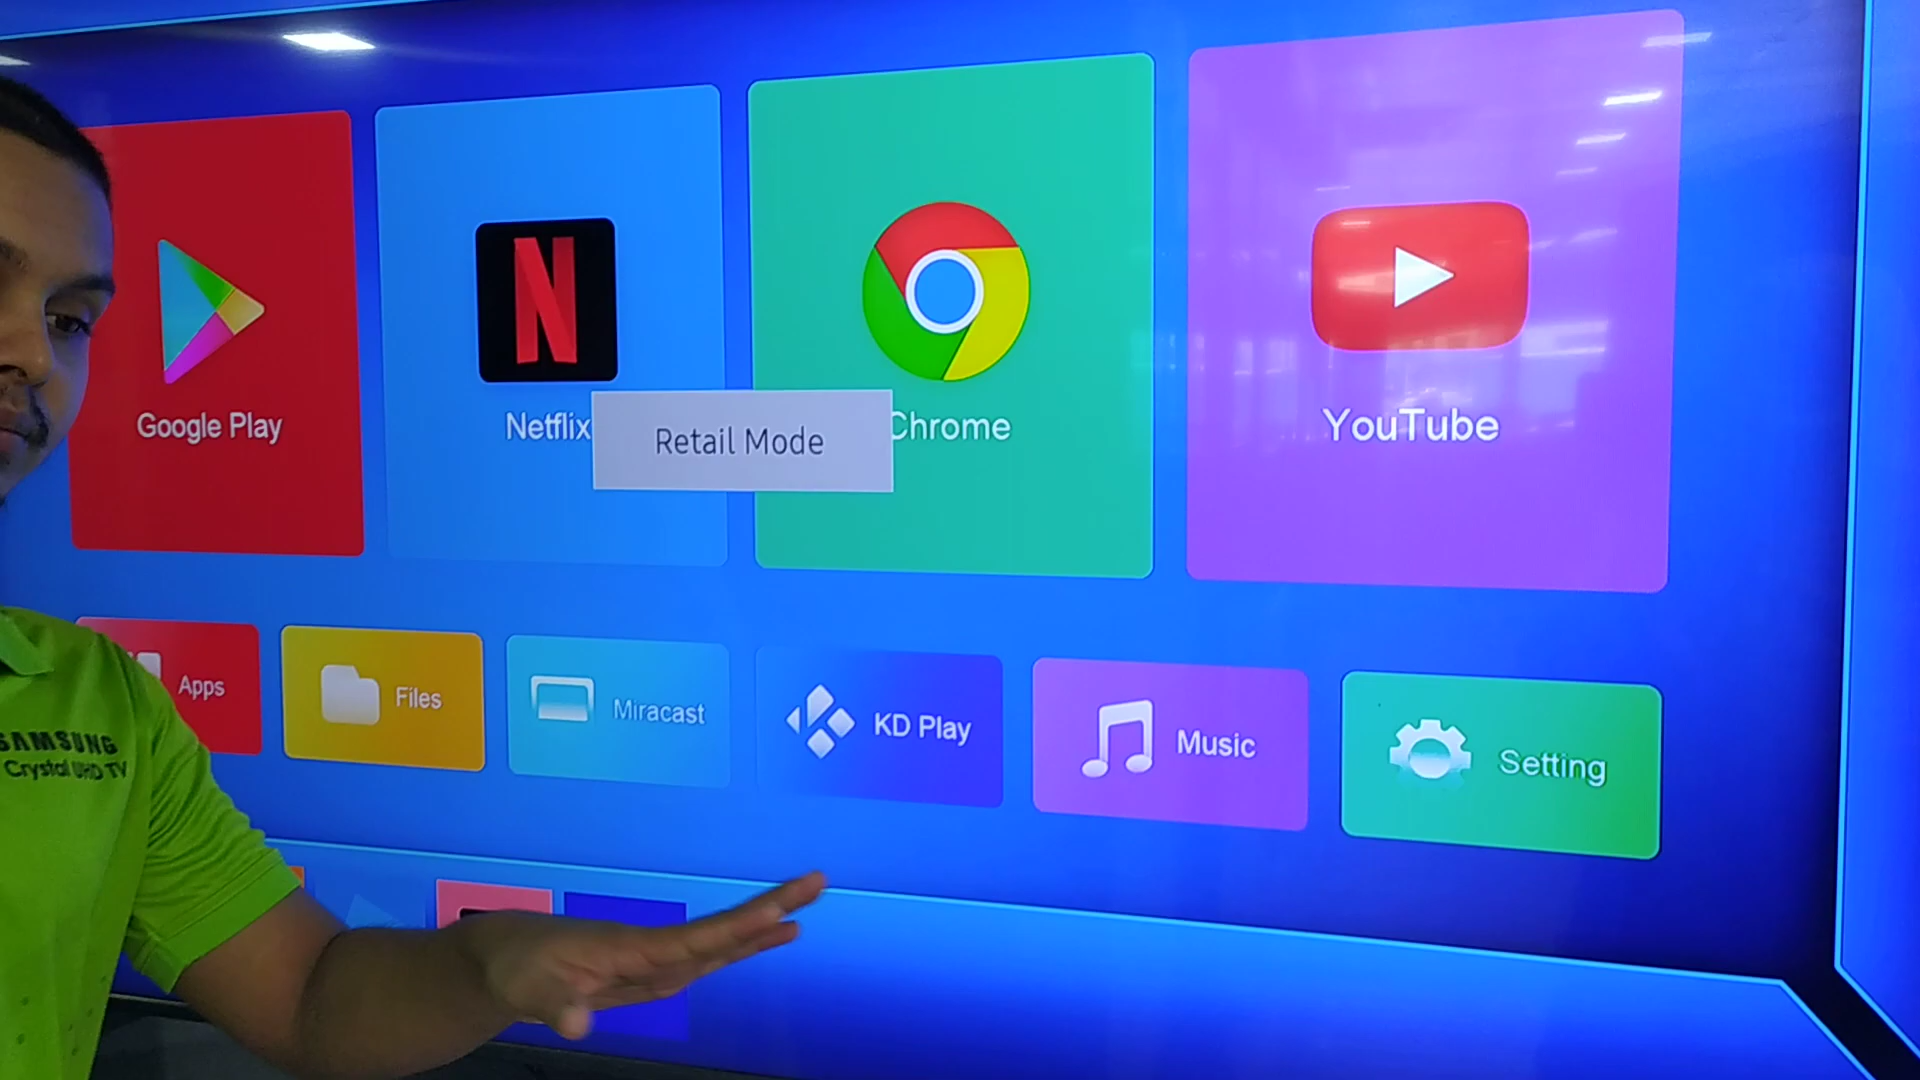 Google Play
Netflix
Chrome
YouTube
Retail Mode
Apps
Files
Miracast
KD Play
Music
Setting
SAMSUNG
Crystal UHD TV